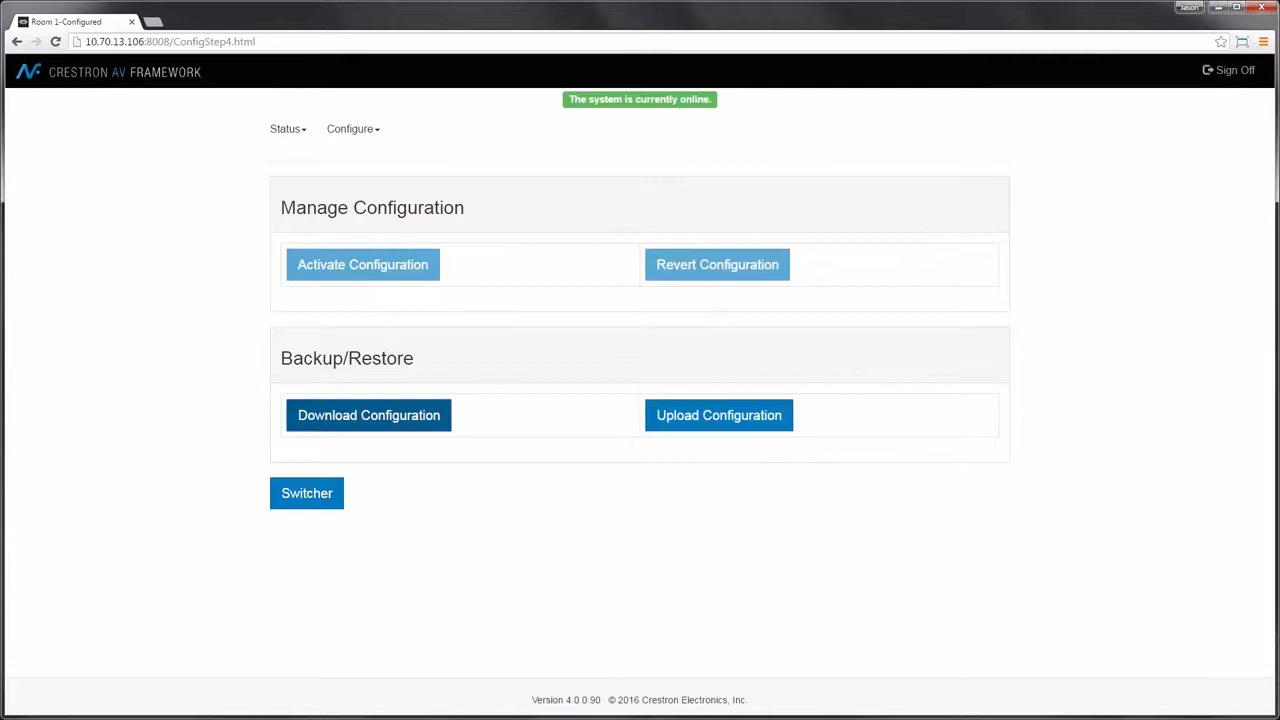 Jason
Room 1-Configured
10.70.13.106:8008/ConfigStep4.html
CRESTRON AV FRAMEWORK
Sign Off
The system is currently online.
Status
Configure
Manage Configuration
Activate Configuration
Revert Configuration
Backup/Restore
Download Configuration
Upload Configuration
Switcher
Version 4.0.0.90 © 2016 Crestron Electronics, Inc.